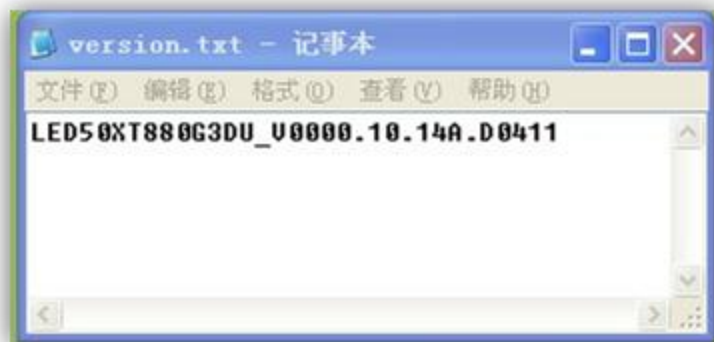 version.txt - 记事本
文件(F) 编辑(E) 格式(O) 查看(V) 帮助(H)
LED50XT880G3DU_V0000.10.14A.D0411